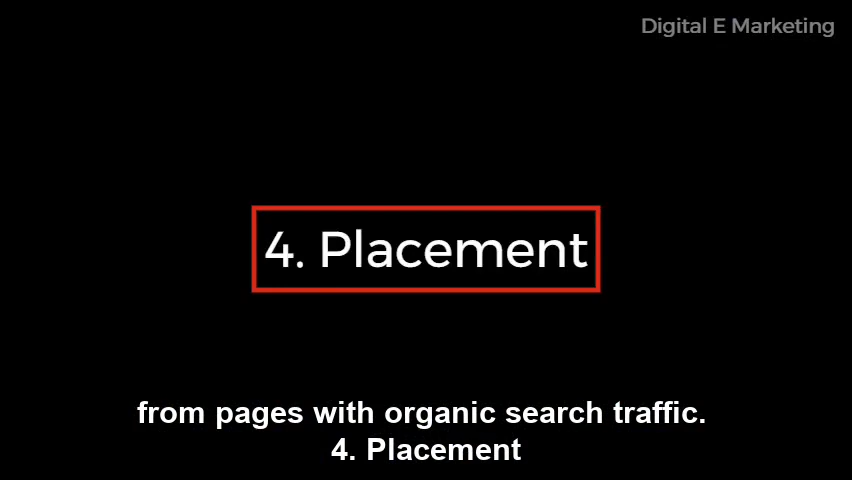 Digital E Marketing
4. Placement
from pages with organic search traffic.
4. Placement